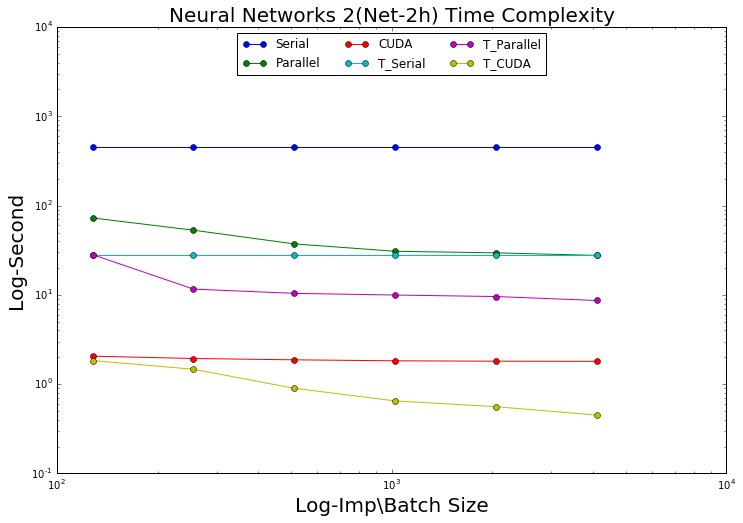 Neural Networks 2(Net-2h) Time Complexity
Serial CUDA T_Parallel
Parallel T_Serial T_CUDA
10^4
10^3
10^2
10^1
10^0
10^-1
Log-Second
10^2 10^3 10^4
Log-Imp\Batch Size